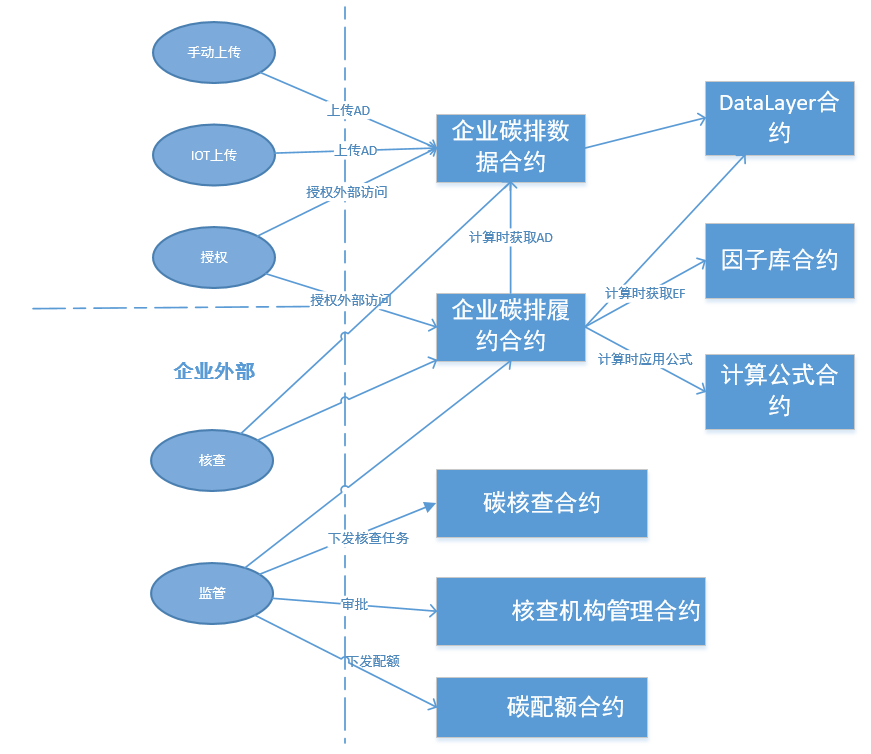 手动上传
上传AD
DataLayer合
约
企业碳排数
据合约
IOT上传
上传AD
授权外部访问
授权
计算时获取AD
因子库合约
授权外部访问
计算时获取EF
企业碳排履
约合约
企业外部
计算时应用公式
计算公式合
约
核查
碳核查合约
下发核查任务
监管
审批
核查机构管理合约
下发配额
碳配额合约